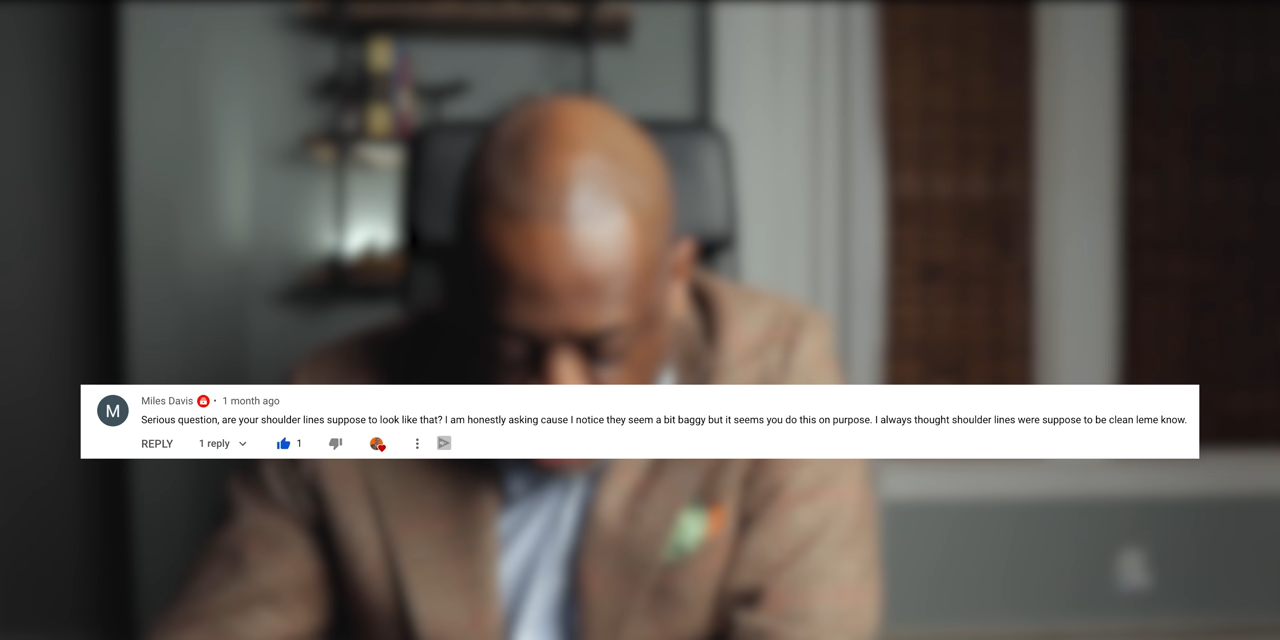 M
Miles Davis · 1 month ago
Serious question, are your shoulder lines suppose to look like that? I am honestly asking cause I notice they seem a bit baggy but it seems you do this on purpose. I always thought shoulder lines were suppose to be clean leme know.
REPLY 1 reply 1